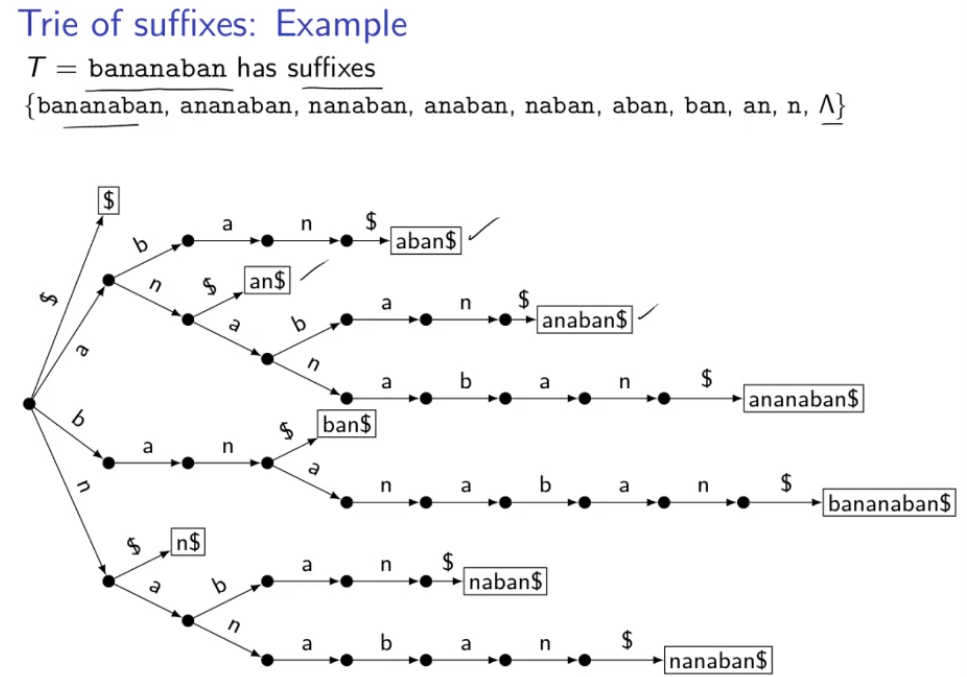 Trie of suffixes: Example
T = bananaban has suffixes
{bananaban, ananaban, nanaban, anaban, naban, aban, ban, an, n, Λ}
$
a n $
b aban$
$ n $ an$
a n $
b anaban$
a
a n
a b a n $
ananaban$
b $ ban$
a n
a
n n a b a n $
bananaban$
$ n$
a n $
a b naban$
n
a b a n $
nanaban$